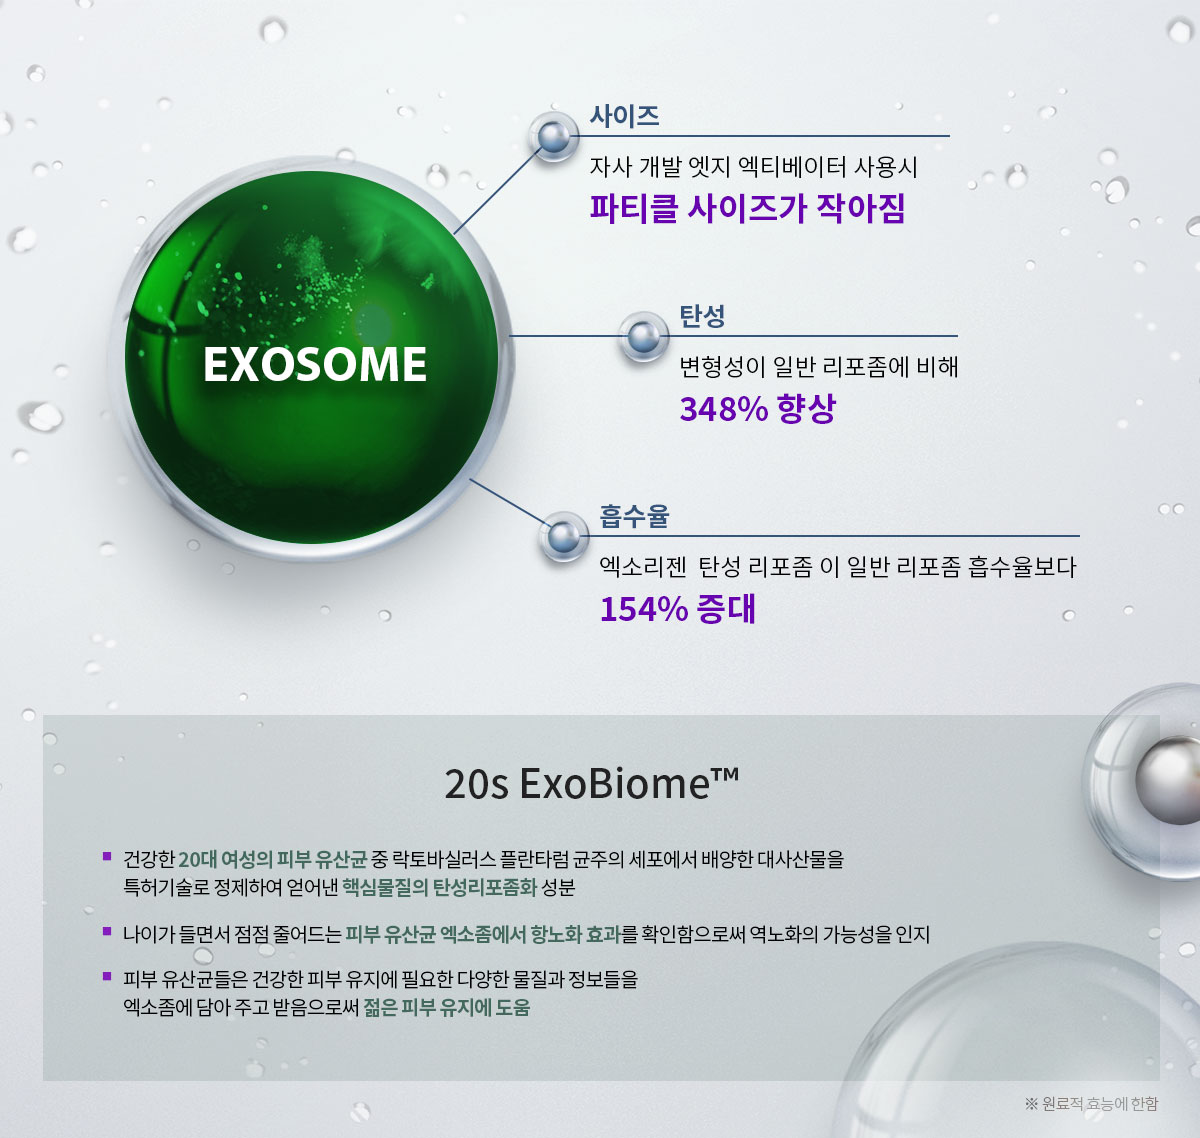 사이즈
자사 개발 엣지 엑티베이터 사용시
파티클 사이즈가 작아짐
EXOSOME
탄성
변형성이 일반 리포좀에 비해
348% 향상
흡수율
엑소리젠 탄성 리포좀 이 일반 리포좀 흡수율보다
154% 증대
20s ExoBiome™
건강한 20대 여성의 피부 유산균 중 락토바실러스 플란타럼 균주의 세포에서 배양한 대사산물을
특허기술로 정제하여 얻어낸 핵심물질의 탄성리포좀화 성분
나이가 들면서 점점 줄어드는 피부 유산균 엑소좀에서 항노화 효과를 확인함으로써 역노화의 가능성을 인지
피부 유산균들은 건강한 피부 유지에 필요한 다양한 물질과 정보들을
엑소좀에 담아 주고 받음으로써 젊은 피부 유지에 도움
※ 원료적 효능에 한함